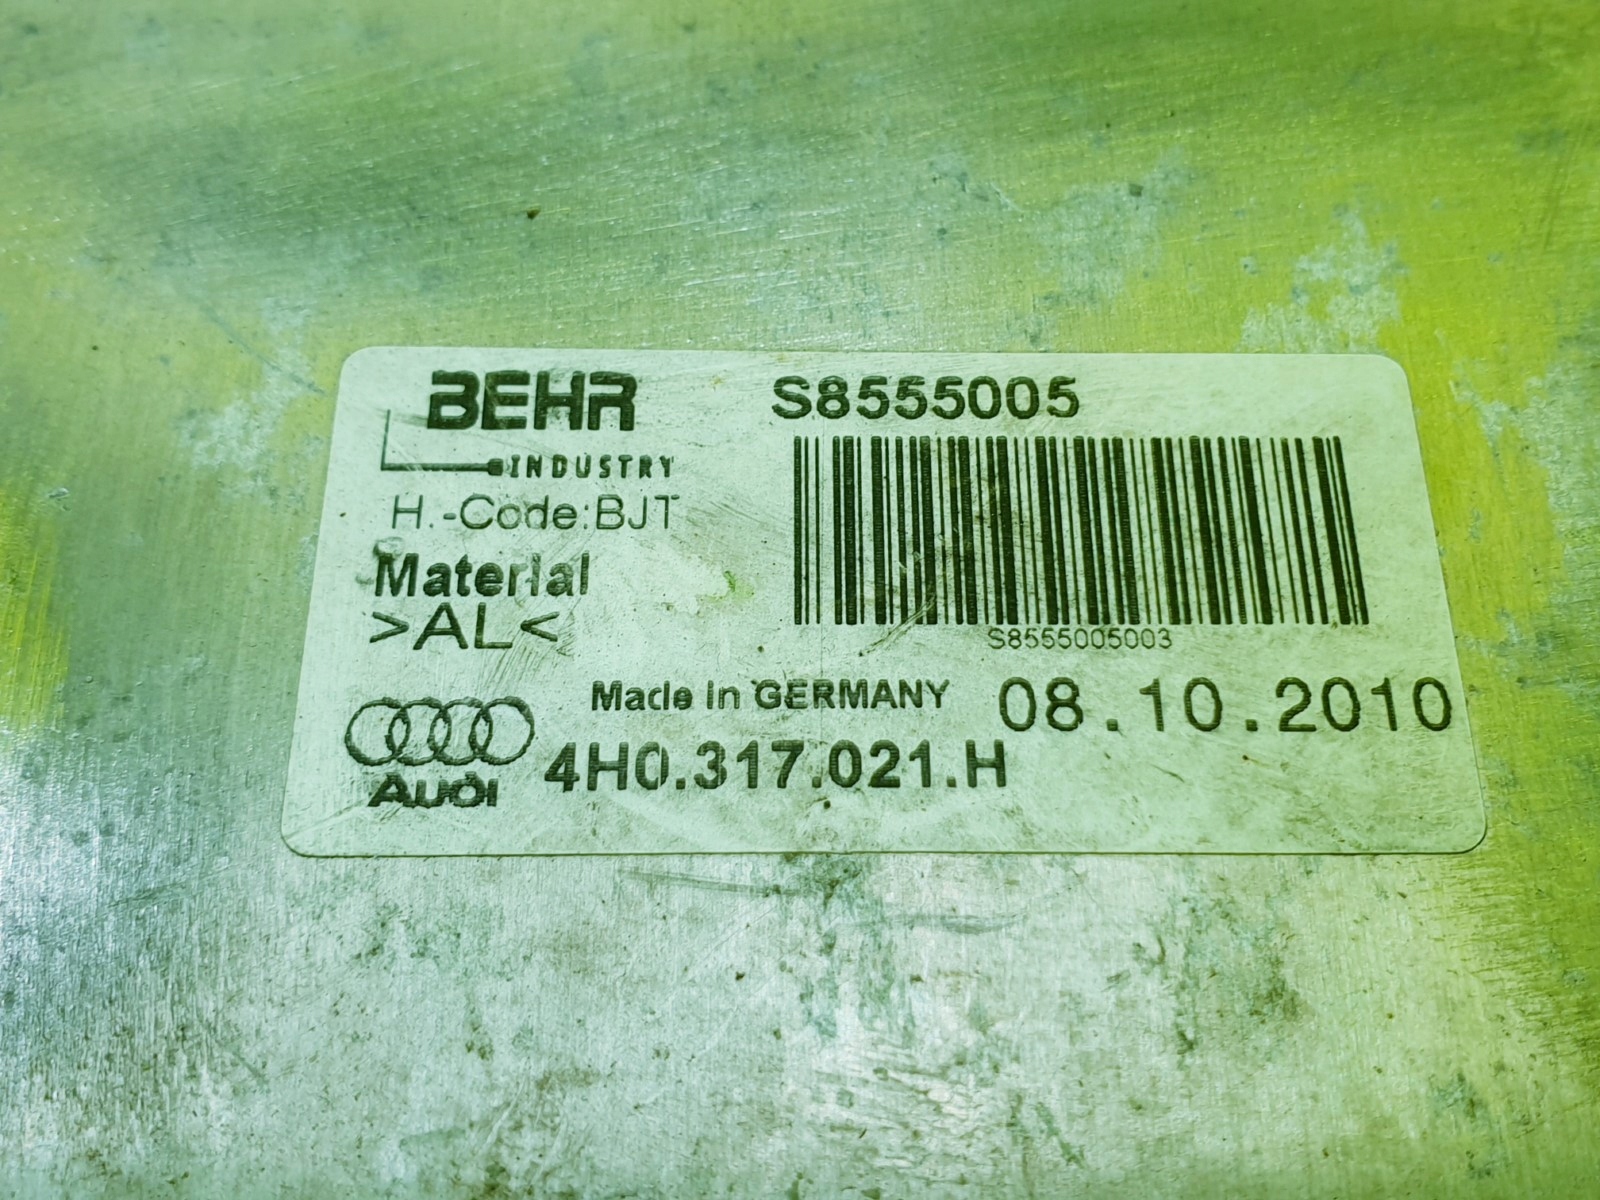 BEHR
INDUSTRY
H.-Code:BJT
Material
>AL<
S8555005
S8555005003
Made in GERMANY
08.10.2010
Audi
4H0.317.021.H